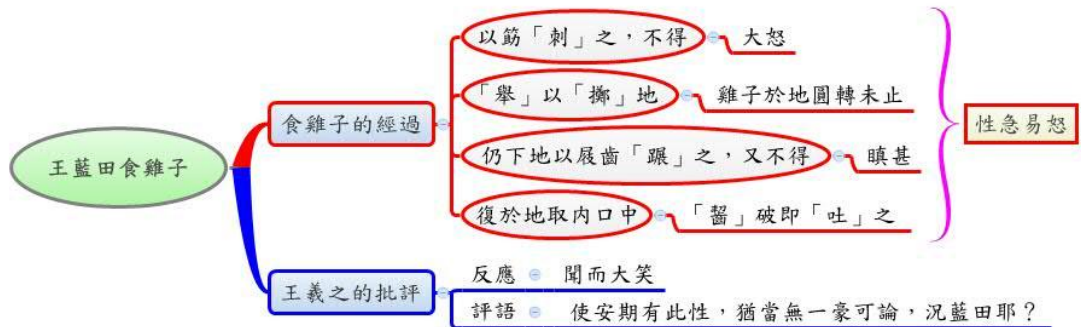 王藍田食雞子
食雞子的經過
以筯「刺」之，不得
大怒
「舉」以「擲」地
雞子於地圓轉未止
仍下地以屐齒「蹍」之，又不得
瞋甚
復於地取內口中
「齧」破即「吐」之
性急易怒
王羲之的批評
反應
聞而大笑
評語
使安期有此性，猶當無一豪可論，況藍田耶？